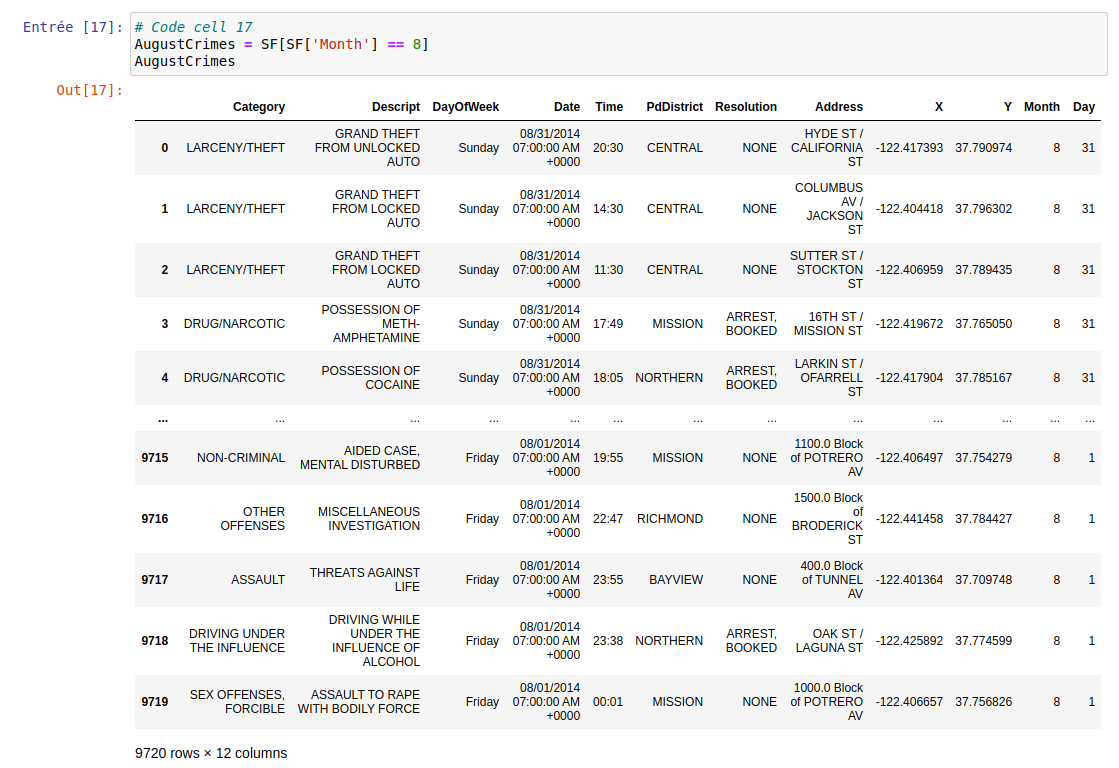 Entrée [17]: # Code cell 17
AugustCrimes = SF[SF['Month'] == 8]
AugustCrimes
Out[17]:
Category Descript DayOfWeek Date Time PdDistrict Resolution Address X Y Month Day
GRAND THEFT 08/31/2014 HYDE ST /
0 LARCENY/THEFT FROM UNLOCKED Sunday 07:00:00 AM 20:30 CENTRAL NONE CALIFORNIA -122.417393 37.790974 8 31
AUTO +0000 ST
COLUMBUS
GRAND THEFT 08/31/2014 AV /
1 LARCENY/THEFT FROM LOCKED Sunday 07:00:00 AM 14:30 CENTRAL NONE JACKSON -122.404418 37.796302 8 31
AUTO +0000 ST
GRAND THEFT 08/31/2014 SUTTER ST /
2 LARCENY/THEFT FROM LOCKED Sunday 07:00:00 AM 11:30 CENTRAL NONE STOCKTON -122.406959 37.789435 8 31
AUTO +0000 ST
POSSESSION OF 08/31/2014 ARREST, 16TH ST /
3 DRUG/NARCOTIC METH- Sunday 07:00:00 AM 17:49 MISSION BOOKED MISSION ST -122.419672 37.765050 8 31
AMPHETAMINE +0000
POSSESSION OF 08/31/2014 ARREST, LARKIN ST /
4 DRUG/NARCOTIC COCAINE Sunday 07:00:00 AM 18:05 NORTHERN BOOKED OFARRELL -122.417904 37.785167 8 31
+0000 ST
... ... ... ... ... ... ... ... ... ... ... ... ...
AIDED CASE, 08/01/2014 1100.0 Block
9715 NON-CRIMINAL MENTAL DISTURBED Friday 07:00:00 AM 19:55 MISSION NONE of POTRERO -122.406497 37.754279 8 1
+0000 AV
1500.0 Block
OTHER MISCELLANEOUS 08/01/2014 of
9716 OFFENSES INVESTIGATION Friday 07:00:00 AM 22:47 RICHMOND NONE BRODERICK -122.441458 37.784427 8 1
+0000 ST
THREATS AGAINST 08/01/2014 400.0 Block
9717 ASSAULT LIFE Friday 07:00:00 AM 23:55 BAYVIEW NONE of TUNNEL -122.401364 37.709748 8 1
+0000 AV
DRIVING WHILE
DRIVING UNDER UNDER THE 08/01/2014 ARREST, OAK ST /
9718 THE INFLUENCE INFLUENCE OF Friday 07:00:00 AM 23:38 NORTHERN BOOKED LAGUNA ST -122.425892 37.774599 8 1
ALCOHOL +0000
SEX OFFENSES, ASSAULT TO RAPE 08/01/2014 1000.0 Block
9719 FORCIBLE WITH BODILY FORCE Friday 07:00:00 AM 00:01 MISSION NONE of POTRERO -122.406657 37.756826 8 1
+0000 AV
9720 rows × 12 columns